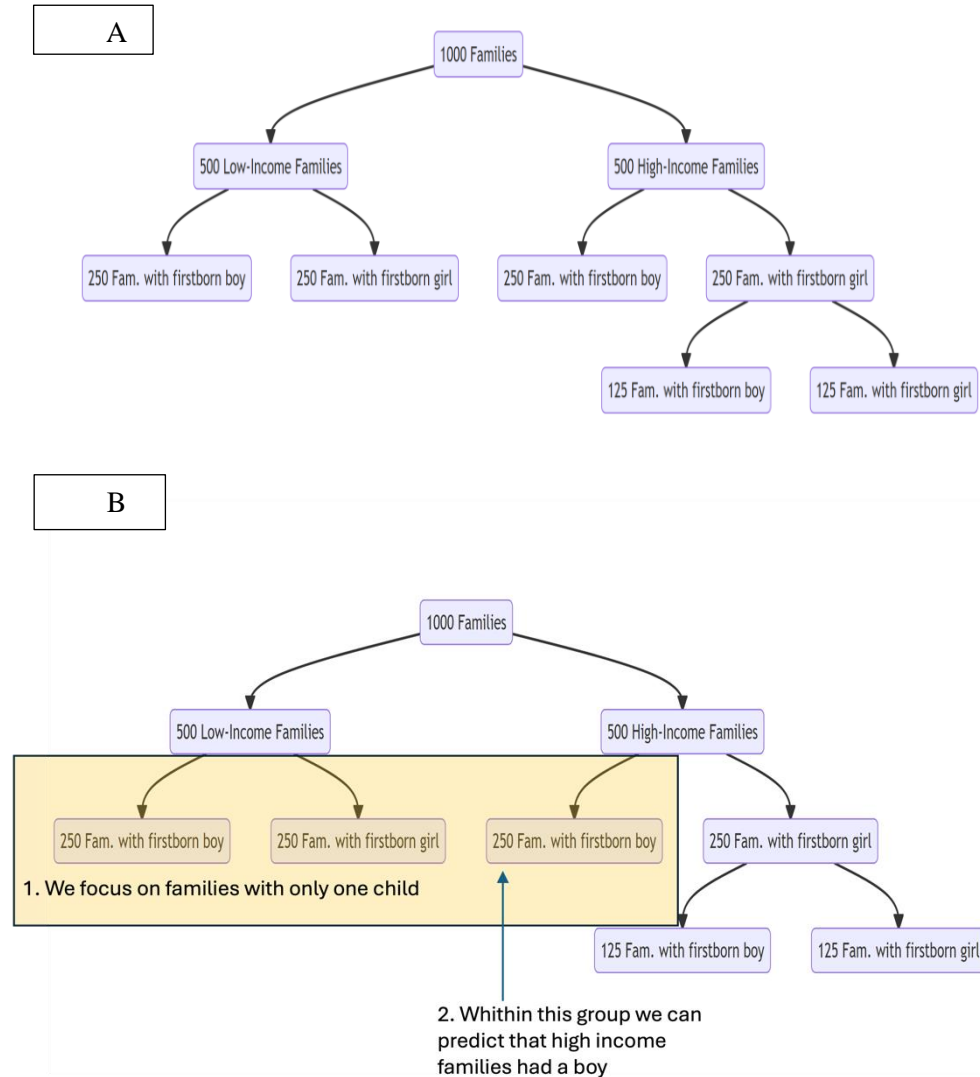 A
1000 Families
500 Low-Income Families
500 High-Income Families
250 Fam. with firstborn boy
250 Fam. with firstborn girl
250 Fam. with firstborn boy
250 Fam. with firstborn girl
125 Fam. with firstborn boy
125 Fam. with firstborn girl
B
1000 Families
500 Low-Income Families
500 High-Income Families
250 Fam. with firstborn boy
250 Fam. with firstborn girl
250 Fam. with firstborn boy
250 Fam. with firstborn girl
1. We focus on families with only one child
125 Fam. with firstborn boy
125 Fam. with firstborn girl
2. Whithin this group we can
predict that high income
families had a boy